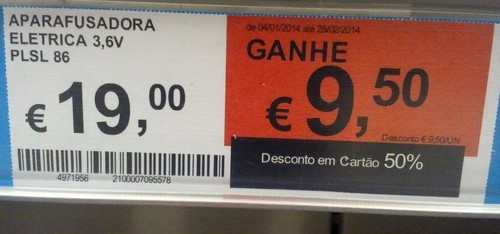 APARAFUSADORA
ELETRICA 3,6V
PLSL 86
€ 19,00
4971956 2100007095578
de 04/01/2014 até 28/02/2014
GANHE
€ 9,50
Desconto € 9,50/UN
Desconto em Cartão 50%